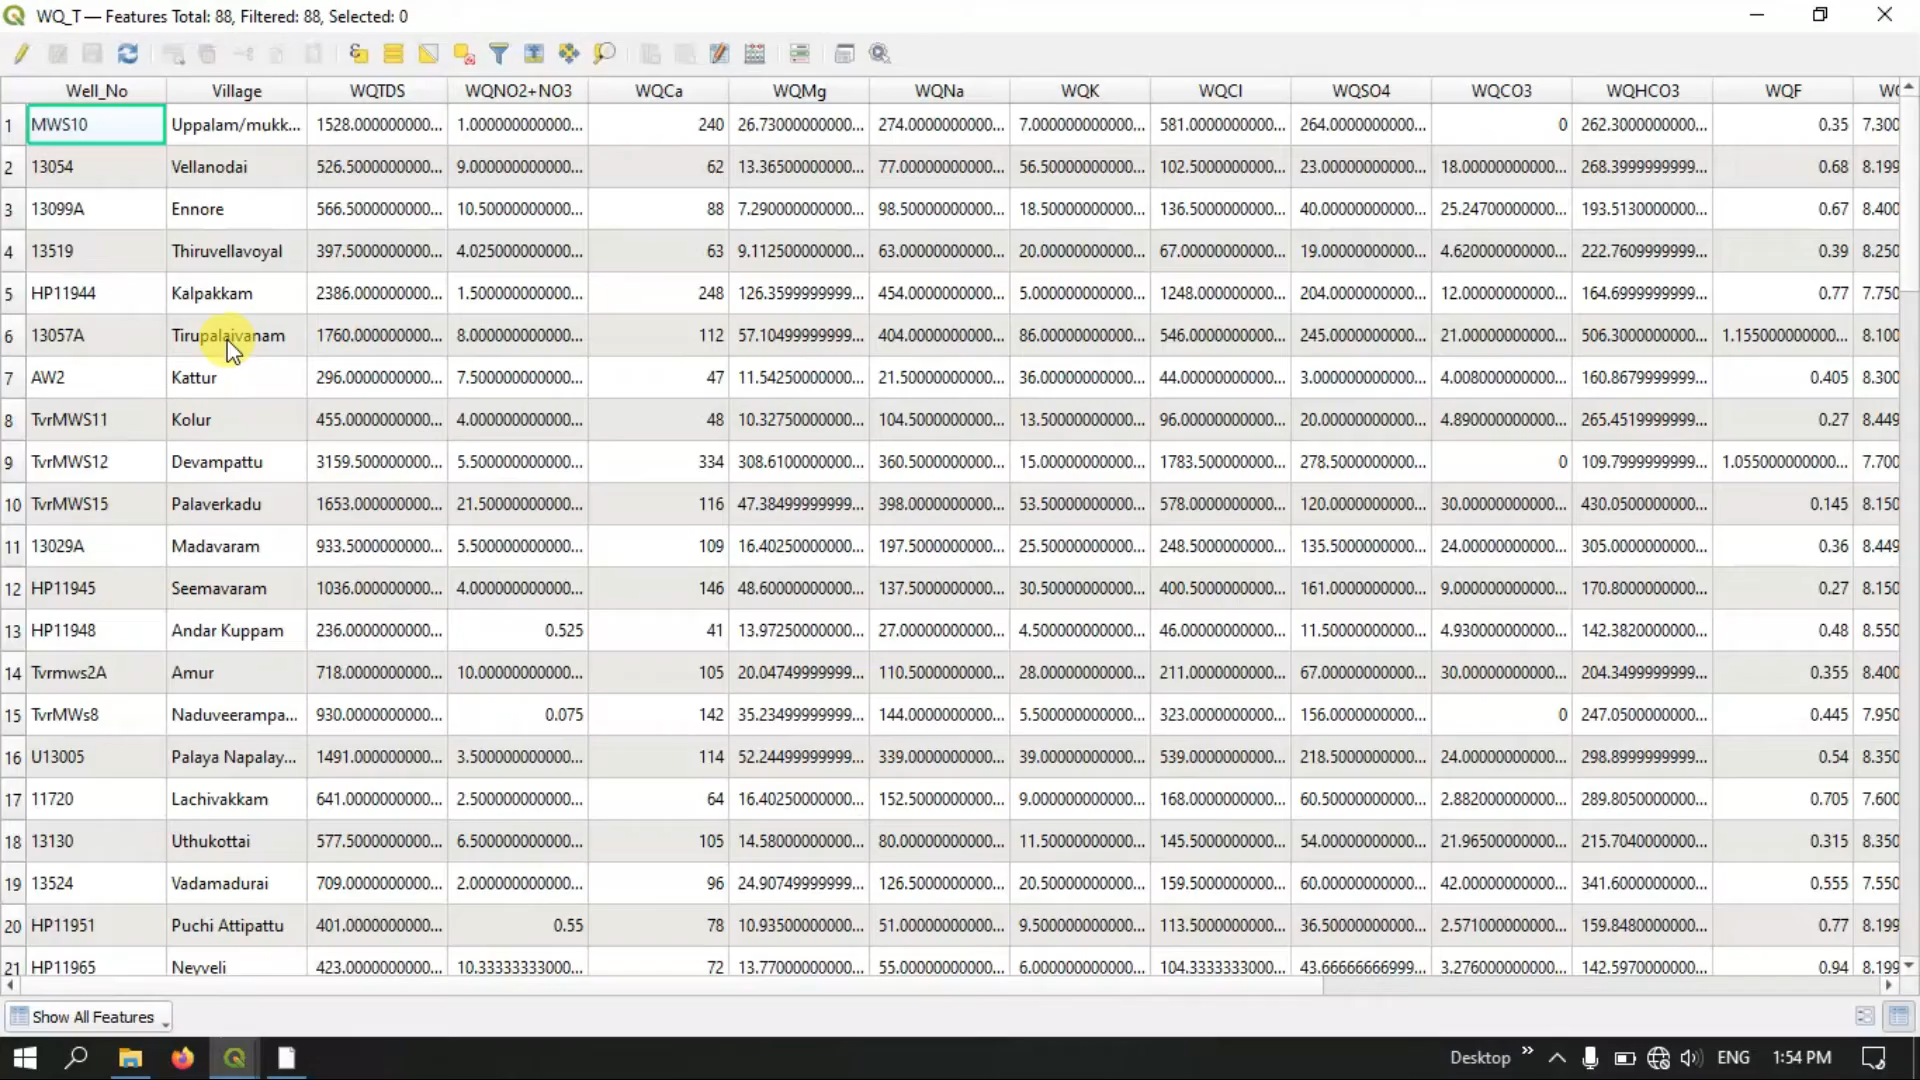 WQ_T — Features Total: 88, Filtered: 88, Selected: 0
Well_No Village WQTDS WQNO2+NO3 WQCa WQMg WQNa WQK WQCl WQSO4 WQCO3 WQHCO3 WQF
1 MWS10 Uppalam/mukk... 1528.000000000... 1.000000000000... 240 26.73000000000... 274.0000000000... 7.000000000000... 581.0000000000... 264.0000000000... 0 262.3000000000... 0.35 7.300
2 13054 Vellanodai 526.5000000000... 9.000000000000... 62 13.36500000000... 77.00000000000... 56.50000000000... 102.5000000000... 23.00000000000... 18.00000000000... 268.3999999999... 0.68 8.199
3 13099A Ennore 566.5000000000... 10.50000000000... 88 7.290000000000... 98.50000000000... 18.50000000000... 136.5000000000... 40.00000000000... 25.24700000000... 193.5130000000... 0.67 8.400
4 13519 Thiruvellavoyal 397.5000000000... 4.025000000000... 63 9.112500000000... 63.00000000000... 20.00000000000... 67.00000000000... 19.00000000000... 4.620000000000... 222.7609999999... 0.39 8.250
5 HP11944 Kalpakkam 2386.000000000... 1.500000000000... 248 126.3599999999... 454.0000000000... 5.000000000000... 1248.000000000... 204.0000000000... 12.00000000000... 164.6999999999... 0.77 7.750
6 13057A Tirupalaivanam 1760.000000000... 8.000000000000... 112 57.10499999999... 404.0000000000... 86.00000000000... 546.0000000000... 245.0000000000... 21.00000000000... 506.3000000000... 1.155000000000... 8.100
7 AW2 Kattur 296.0000000000... 7.500000000000... 47 11.54250000000... 21.50000000000... 36.00000000000... 44.00000000000... 3.000000000000... 4.008000000000... 160.8679999999... 0.405 8.300
8 TvrMWS11 Kolur 455.0000000000... 4.000000000000... 48 10.32750000000... 104.5000000000... 13.50000000000... 96.00000000000... 20.00000000000... 4.890000000000... 265.4519999999... 0.27 8.449
9 TvrMWS12 Devampattu 3159.500000000... 5.500000000000... 334 308.6100000000... 360.5000000000... 15.00000000000... 1783.500000000... 278.5000000000... 0 109.7999999999... 1.055000000000... 7.700
10 TvrMWS15 Palaverkadu 1653.000000000... 21.50000000000... 116 47.38499999999... 398.0000000000... 53.50000000000... 578.0000000000... 120.0000000000... 30.00000000000... 430.0500000000... 0.145 8.150
11 13029A Madavaram 933.5000000000... 5.500000000000... 109 16.40250000000... 197.5000000000... 25.50000000000... 248.5000000000... 135.5000000000... 24.00000000000... 305.0000000000... 0.36 8.449
12 HP11945 Seemavaram 1036.000000000... 4.000000000000... 146 48.60000000000... 137.5000000000... 30.50000000000... 400.5000000000... 161.0000000000... 9.000000000000... 170.8000000000... 0.27 8.150
13 HP11948 Andar Kuppam 236.0000000000... 0.525 41 13.97250000000... 27.00000000000... 4.500000000000... 46.00000000000... 11.50000000000... 4.930000000000... 142.3820000000... 0.48 8.550
14 Tvrmws2A Amur 718.0000000000... 10.00000000000... 105 20.04749999999... 110.5000000000... 28.00000000000... 211.0000000000... 67.00000000000... 30.00000000000... 204.3499999999... 0.355 8.400
15 TvrMWs8 Naduveerampa... 930.0000000000... 0.075 142 35.23499999999... 144.0000000000... 5.500000000000... 323.0000000000... 156.0000000000... 0 247.0500000000... 0.445 7.950
16 U13005 Palaya Napalay... 1491.000000000... 3.500000000000... 114 52.24499999999... 339.0000000000... 39.00000000000... 539.0000000000... 218.5000000000... 24.00000000000... 298.8999999999... 0.54 8.350
17 11720 Lachivakkam 641.0000000000... 2.500000000000... 64 16.40250000000... 152.5000000000... 9.000000000000... 168.0000000000... 60.50000000000... 2.882000000000... 289.8050000000... 0.705 7.600
18 13130 Uthukottai 577.5000000000... 6.500000000000... 105 14.58000000000... 80.00000000000... 11.50000000000... 145.5000000000... 54.00000000000... 21.96500000000... 215.7040000000... 0.315 8.350
19 13524 Vadamadurai 709.0000000000... 2.000000000000... 96 24.90749999999... 126.5000000000... 20.50000000000... 159.5000000000... 60.00000000000... 42.00000000000... 341.6000000000... 0.555 7.550
20 HP11951 Puchi Attipattu 401.0000000000... 0.55 78 10.93500000000... 51.00000000000... 9.500000000000... 113.5000000000... 36.50000000000... 2.571000000000... 159.8480000000... 0.77 8.199
21 HP11965 Neyveli 423.0000000000... 10.33333333000... 72 13.77000000000... 55.00000000000... 6.000000000000... 104.3333333000... 43.66666666999... 3.276000000000... 142.5970000000... 0.94 8.199
Show All Features
Desktop » ENG 1:54 PM